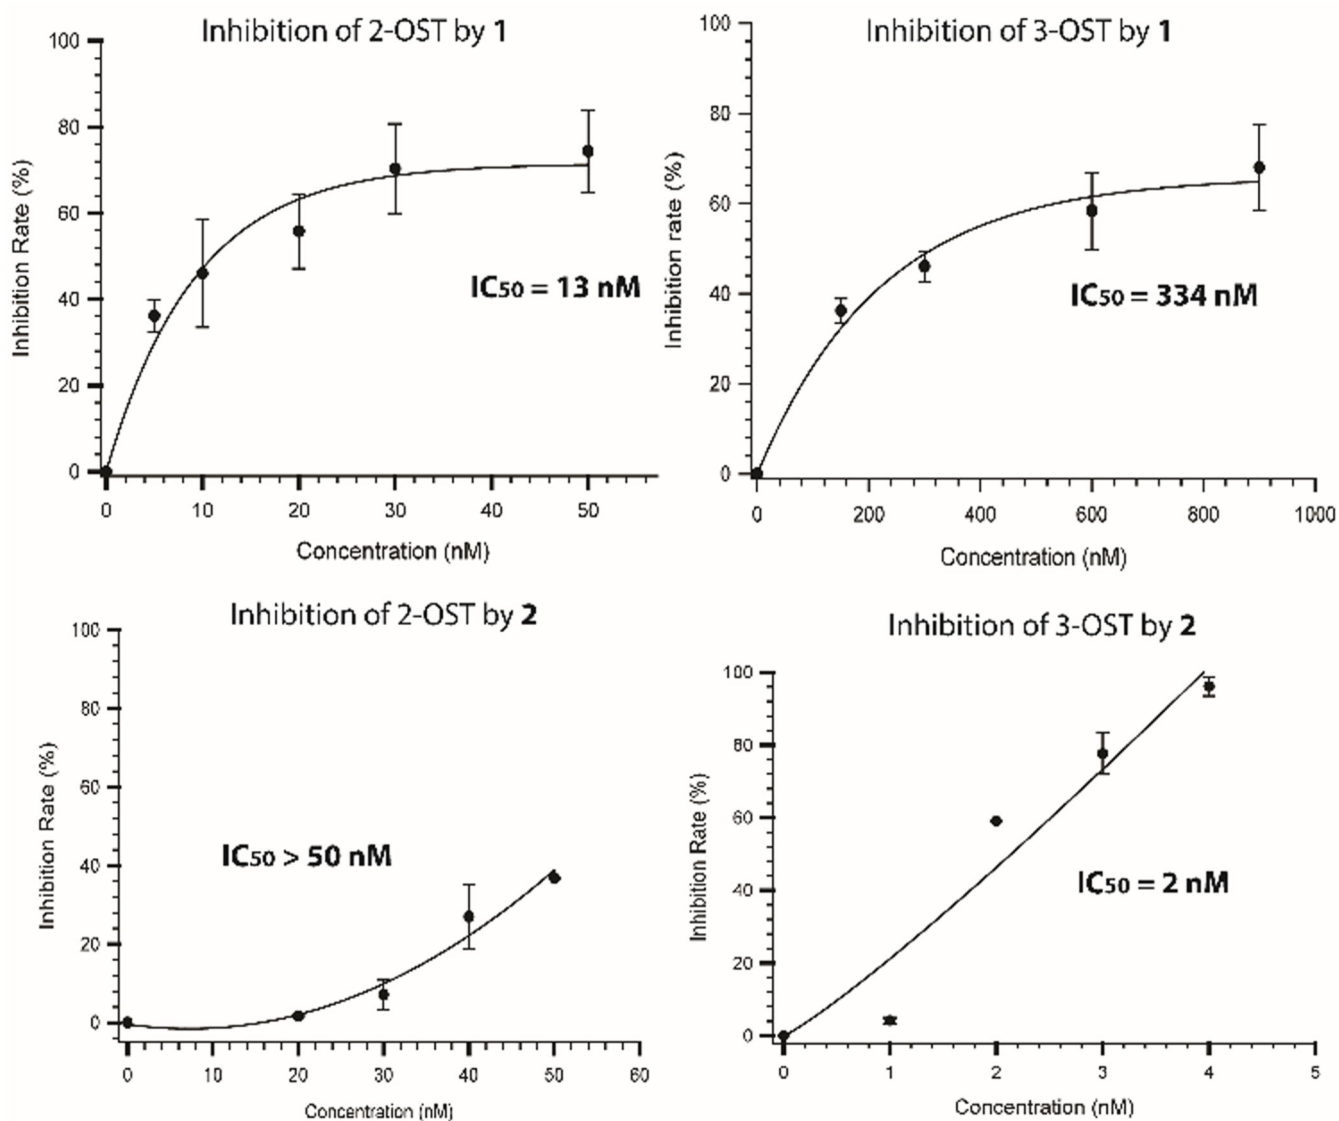 Inhibition of 2-OST by 1
Inhibition Rate (%)
100
80
60
40
20
0
IC50 = 13 nM
0 10 20 30 40 50
Concentration (nM)
Inhibition of 3-OST by 1
Inhibition rate (%)
100
80
60
40
20
0
IC50 = 334 nM
0 200 400 600 800 1000
Concentration (nM)
Inhibition of 2-OST by 2
Inhibition Rate (%)
100
80
60
40
20
0
IC50 > 50 nM
0 10 20 30 40 50 60
Concentration (nM)
Inhibition of 3-OST by 2
Inhibition Rate (%)
100
80
60
40
20
0
IC50 = 2 nM
0 1 2 3 4 5
Concentration (nM)